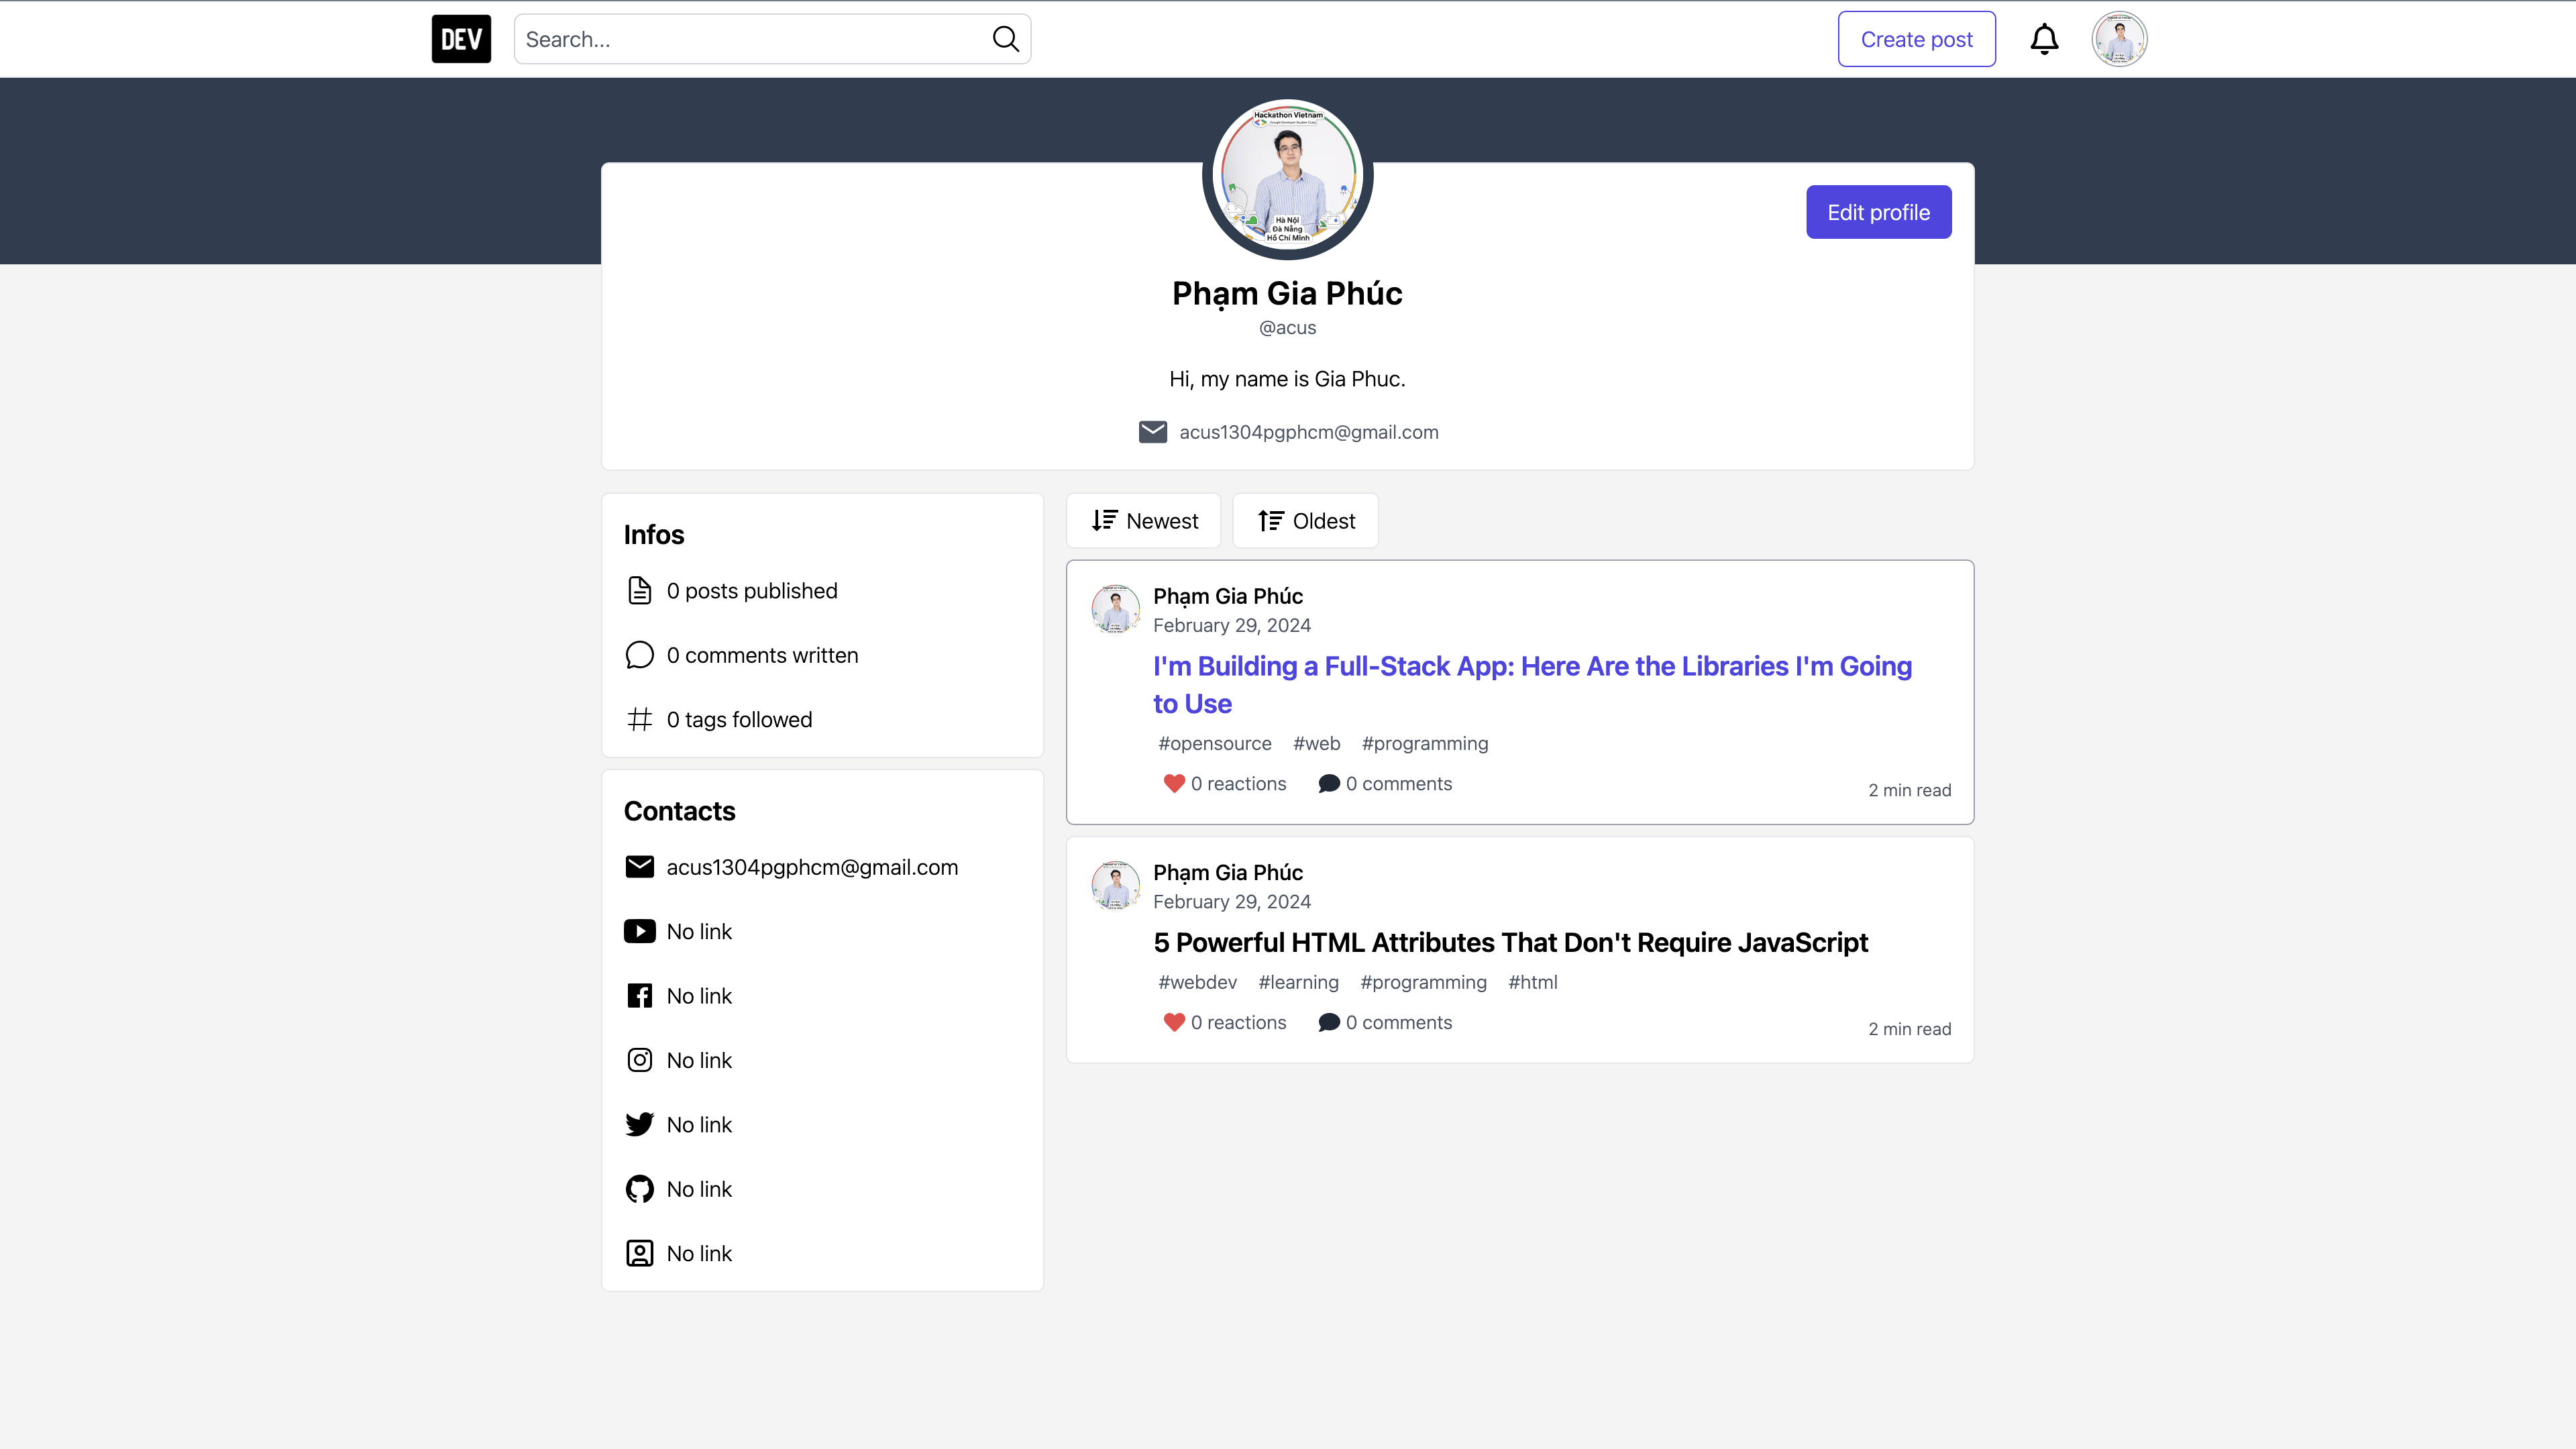 DEV
Search...
Create post
Hackathon Vietnam
Google Developer Student Clubs
Hà Nội
Đà Nẵng
Hồ Chí Minh
Edit profile
Phạm Gia Phúc
@acus
Hi, my name is Gia Phuc.
acus1304pgphcm@gmail.com
Infos
0 posts published
0 comments written
0 tags followed
Contacts
acus1304pgphcm@gmail.com
No link
No link
No link
No link
No link
No link
Newest
Oldest
Phạm Gia Phúc
February 29, 2024
I'm Building a Full-Stack App: Here Are the Libraries I'm Going
to Use
#opensource #web #programming
0 reactions 0 comments
2 min read
Phạm Gia Phúc
February 29, 2024
5 Powerful HTML Attributes That Don't Require JavaScript
#webdev #learning #programming #html
0 reactions 0 comments
2 min read